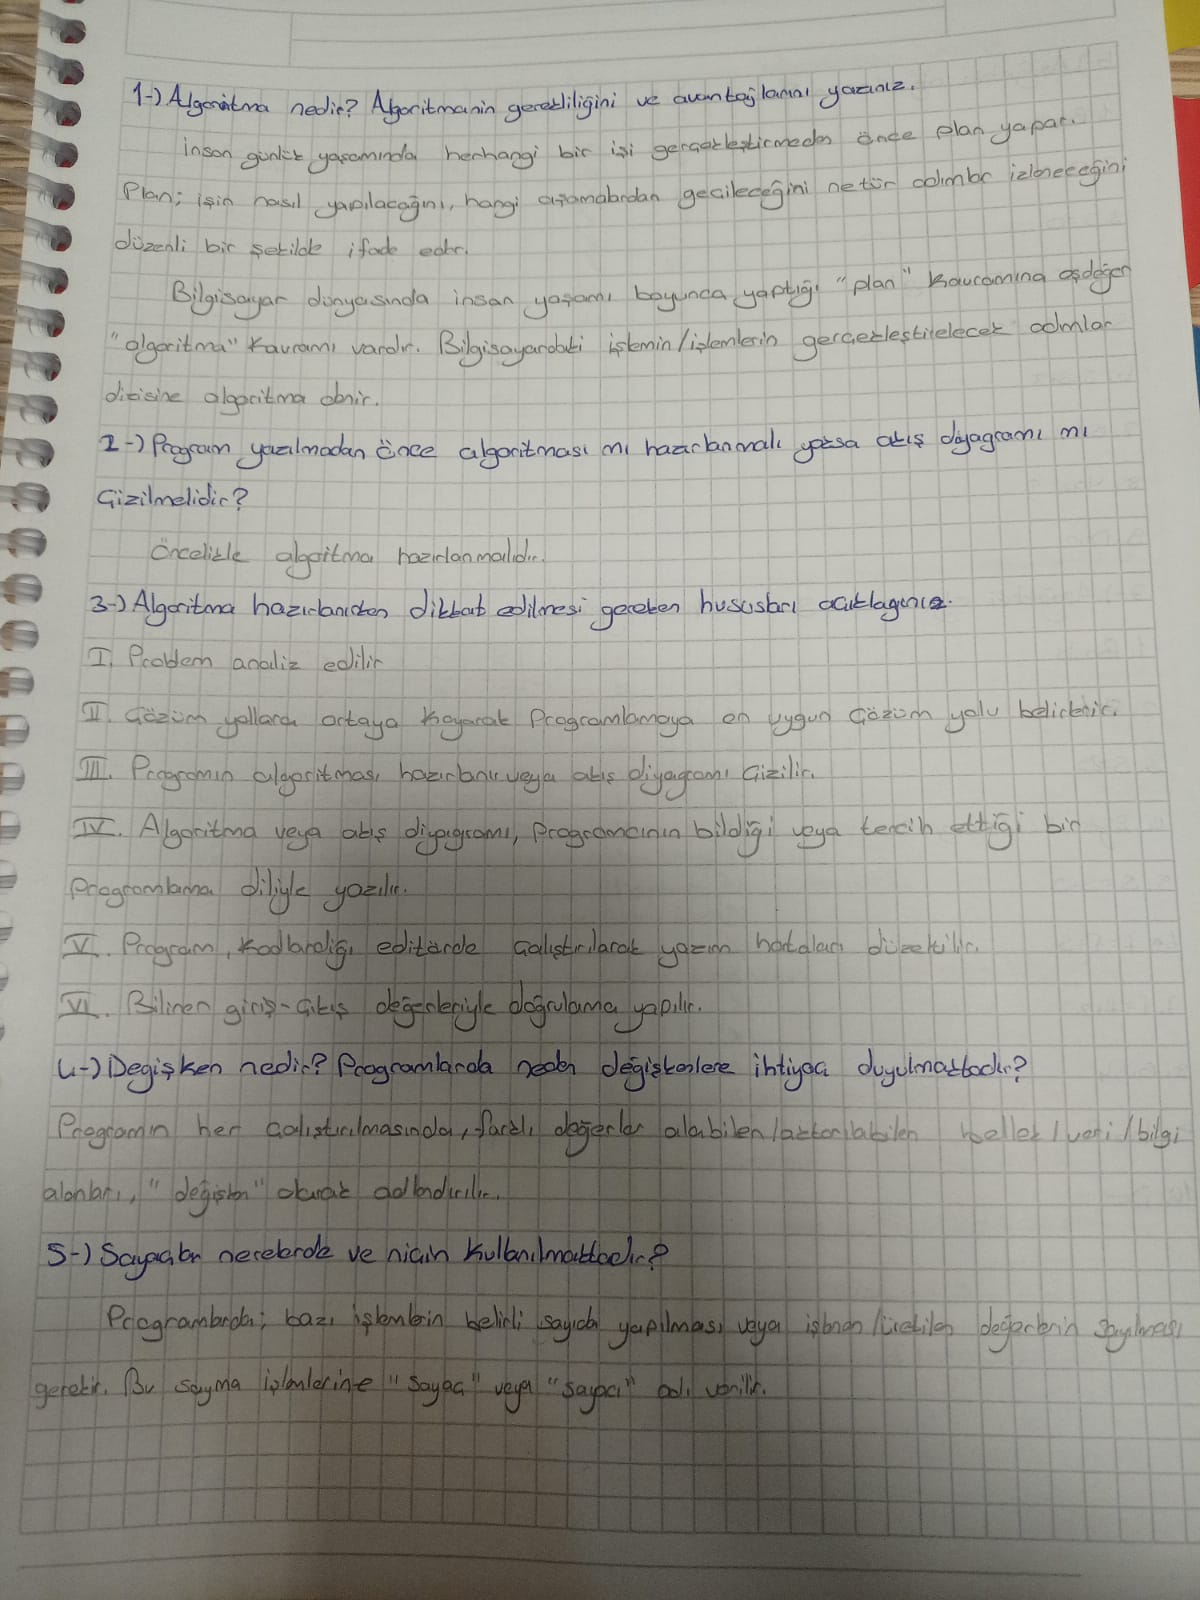 1-) Algoritma nedir? Algoritmanin gerekliliğini ve avantajlarını yazınız.
İnsan günlük yaşamında herhangi bir işi gerçekleştirmeden önce plan yapar.
Plan; işin nasıl yapılacağını, hangi aşamalardan geçileceğini ne tür adımlar izleneceğini
düzenli bir şekilde ifade eder.
Bilgisayar dünyasında insan yaşamı boyunca yaptığı "plan" kavramına eşdeğer
"algoritma" kavramı vardır. Bilgisayardaki işlemin/işlemlerin gerçekleştirelecek adımlar
dizisine algoritma denir.
2-) Program yazılmadan önce algoritması mı hazırlanmalı yoksa akış diyagramı mı
çizilmelidir?
Öncelikle algoritma hazırlanmalıdır.
3-) Algoritma hazırlanırken dikkat edilmesi gereken hususları açıklayınız.
I. Problem analiz edilir
II. Çözüm yolları ortaya koyarak programlamaya en uygun çözüm yolu belirlenir.
III. Programın algoritması hazırlanır veya akış diyagramı çizilir.
IV. Algoritma veya akış diyagramı, programcının bildiği veya tercih ettiği bir
programlama diliyle yazılır.
V. Program, kodlandığı editörde çalıştırılarak yazım hataları düzeltilir.
VI. Bilinen giriş-çıkış değerleriyle doğrulama yapılır.
4-) Degişken nedir? Programlarda neden değişkenlere ihtiyaç duyulmaktadır?
Programın her çalıştırılmasında, farklı değerler alabilen/aktarılabilen bellek/veri/bilgi
alanları, "değişken" olarak adlandırılır.
5-) Sayaçlar nerelerde ve niçin kullanılmaktadır?
Programlarda; bazı işlemlerin belirli sayıda yapılması veya işlenen/üretilen değerlerin sayılması
gerekir. Bu sayma işlemlerine "sayaç" veya "sayıcı" adı verilir.